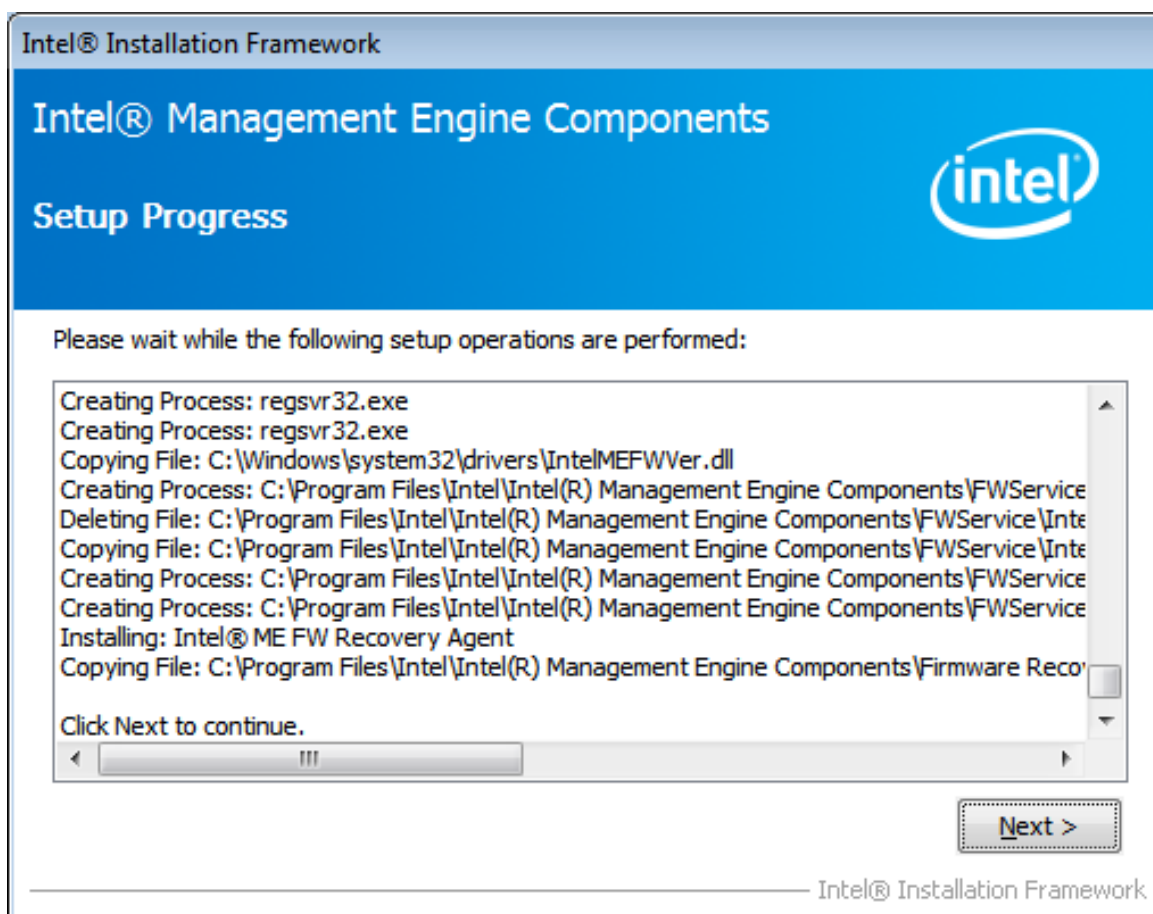 Intel® Installation Framework
Intel® Management Engine Components
intel
Setup Progress
Please wait while the following setup operations are performed:
Creating Process: regsvr32.exe
Creating Process: regsvr32.exe
Copying File: C:\Windows\system32\drivers\IntelMEFWVer.dll
Creating Process: C:\Program Files\Intel\Intel(R) Management Engine Components\FWService
Deleting File: C:\Program Files\Intel\Intel(R) Management Engine Components\FWService\Inte
Copying File: C:\Program Files\Intel\Intel(R) Management Engine Components\FWService\Inte
Creating Process: C:\Program Files\Intel\Intel(R) Management Engine Components\FWService
Creating Process: C:\Program Files\Intel\Intel(R) Management Engine Components\FWService
Installing: Intel® ME FW Recovery Agent
Copying File: C:\Program Files\Intel\Intel(R) Management Engine Components\Firmware Reco
Click Next to continue.
Next >
Intel® Installation Framework